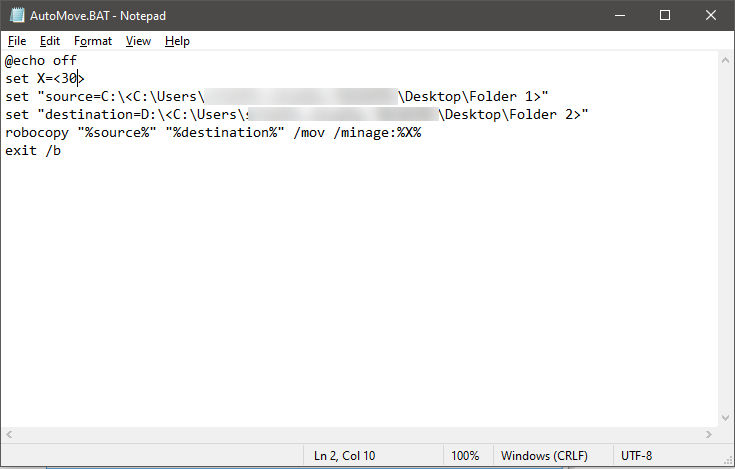 AutoMove.BAT - Notepad
File Edit Format View Help
@echo off
set X=<30>
set "source=C:\<C:\Users\ \Desktop\Folder 1>"
set "destination=D:\<C:\Users\ \Desktop\Folder 2>"
robocopy "%source%" "%destination%" /mov /minage:%X%
exit /b
Ln 2, Col 10 100% Windows (CRLF) UTF-8